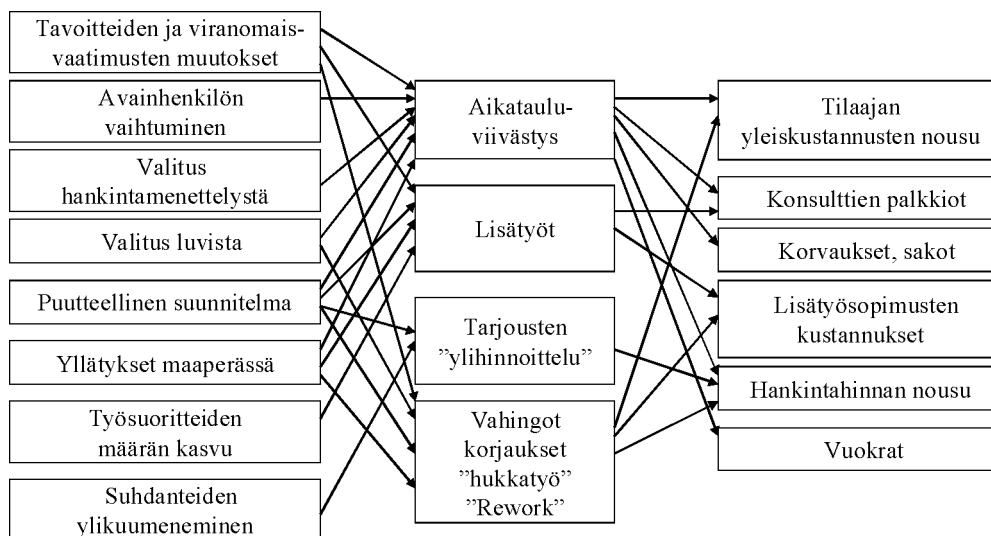 Tavoitteiden ja viranomais-
vaatimusten muutokset
Avainhenkilön
vaihtuminen
Valitus
hankintamenettelystä
Valitus luvista
Puutteellinen suunnitelma
Yllätykset maaperässä
Työsuoritteiden
määrän kasvu
Suhdanteiden
ylikuumeneminen
Aikataulu-
viivästys
Lisätyöt
Tarjousten
”ylihinnoittelu”
Vahingot
korjaukset
”hukkatyö”
”Rework”
Tilaajan
yleiskustannusten nousu
Konsulttien palkkiot
Korvaukset, sakot
Lisätyösopimusten
kustannukset
Hankintahinnan nousu
Vuokrat